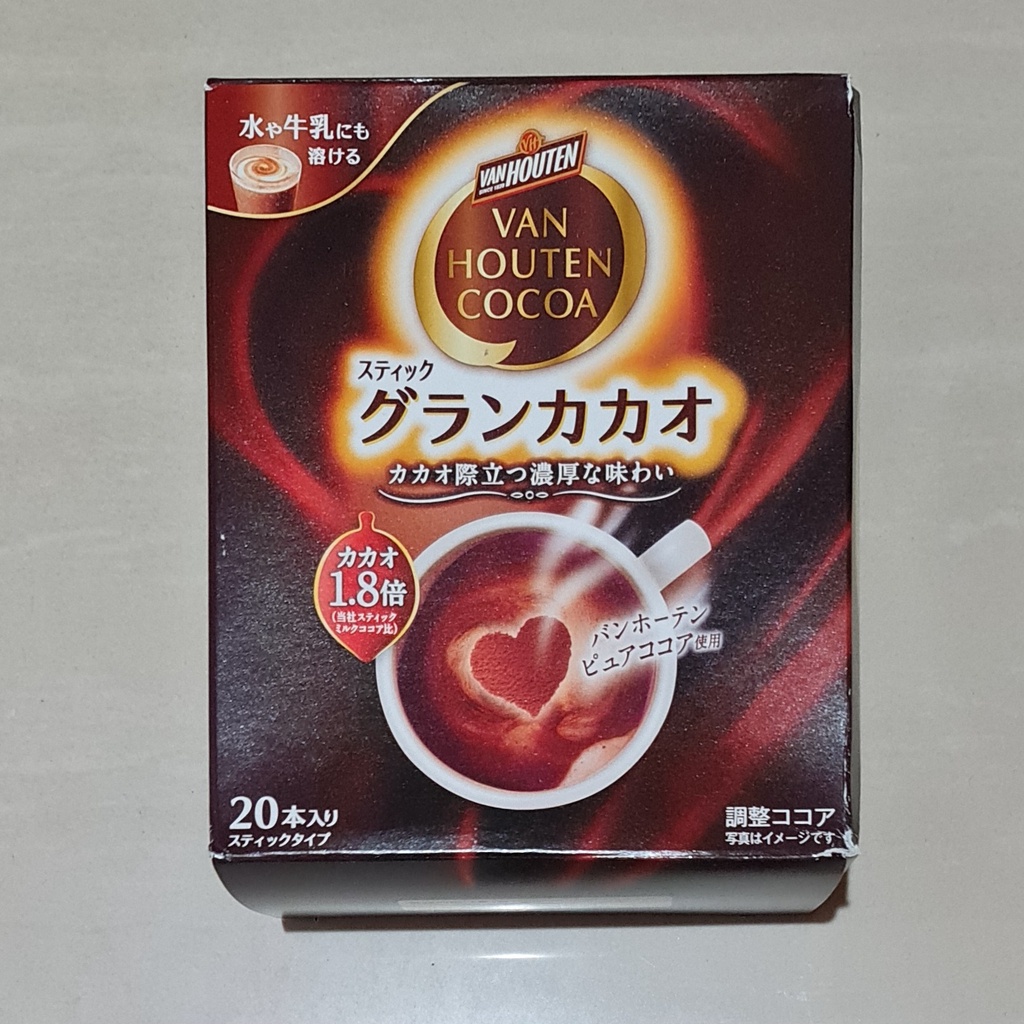 水や牛乳にも
溶ける
VH
VAN HOUTEN
SINCE 1828
VAN
HOUTEN
COCOA
スティック
グランカカオ
カカオ際立つ濃厚な味わい
カカオ
1.8倍
(当社スティック
ミルクココア比)
バンホーテン
ピュアココア使用
20本入り
スティックタイプ
調整ココア
写真はイメージです